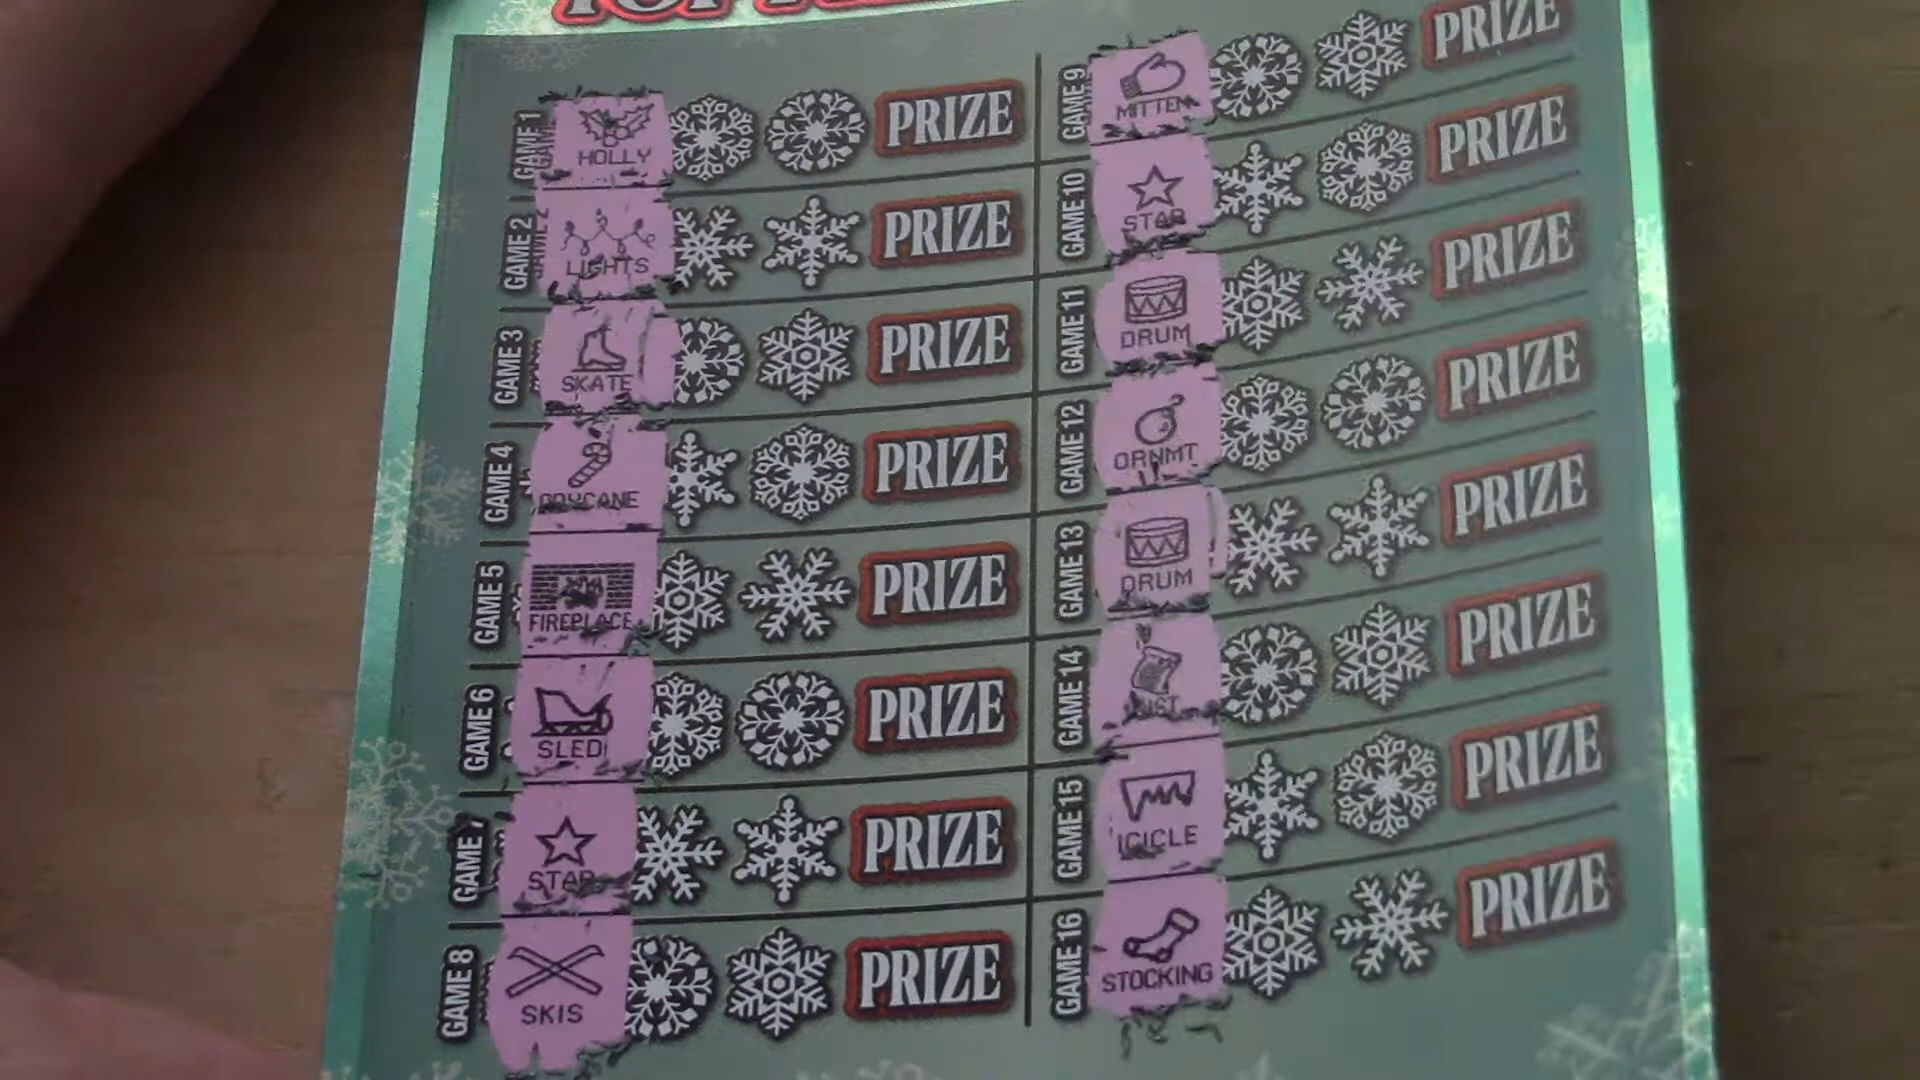 GAME 1 HOLLY PRIZE
GAME 2 LIGHTS PRIZE
GAME 3 SKATE PRIZE
GAME 4 CDYCANE PRIZE
GAME 5 FIREPLACE PRIZE
GAME 6 SLED PRIZE
GAME 7 STAR PRIZE
GAME 8 SKIS PRIZE
GAME 9 MITTEN PRIZE
GAME 10 STAR PRIZE
GAME 11 DRUM PRIZE
GAME 12 ORNMT PRIZE
GAME 13 DRUM PRIZE
GAME 14 LIST PRIZE
GAME 15 ICICLE PRIZE
GAME 16 STOCKING PRIZE